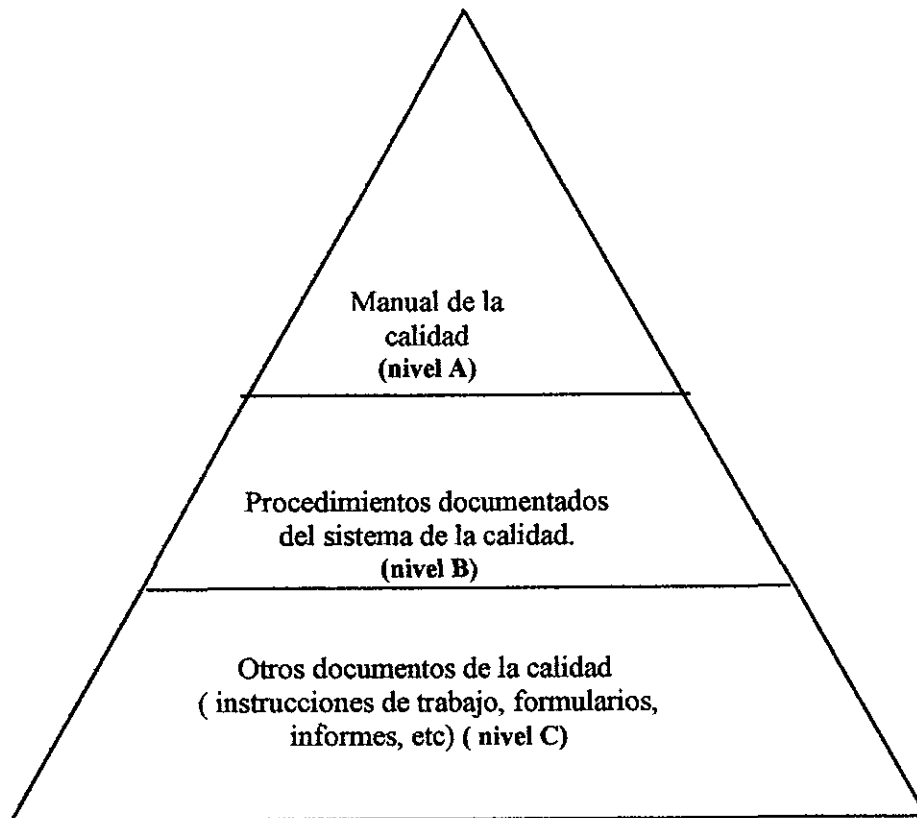 Manual de la
calidad
(nivel A)
Procedimientos documentados
del sistema de la calidad.
(nivel B)
Otros documentos de la calidad
( instrucciones de trabajo, formularios,
informes, etc) ( nivel C)